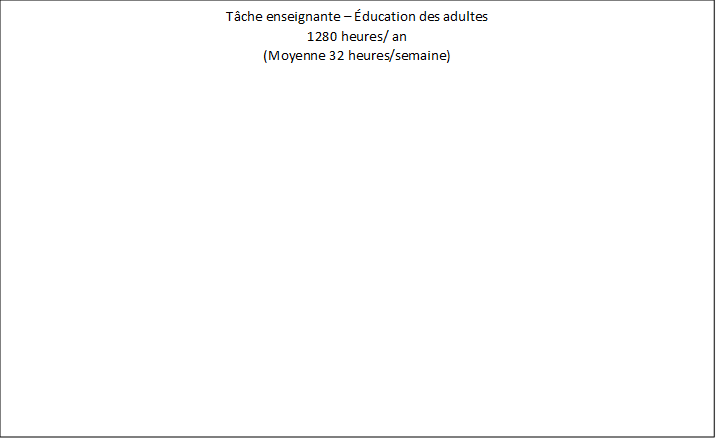 Tâche enseignante – Éducation des adultes
1280 heures/ an
(Moyenne 32 heures/semaine)